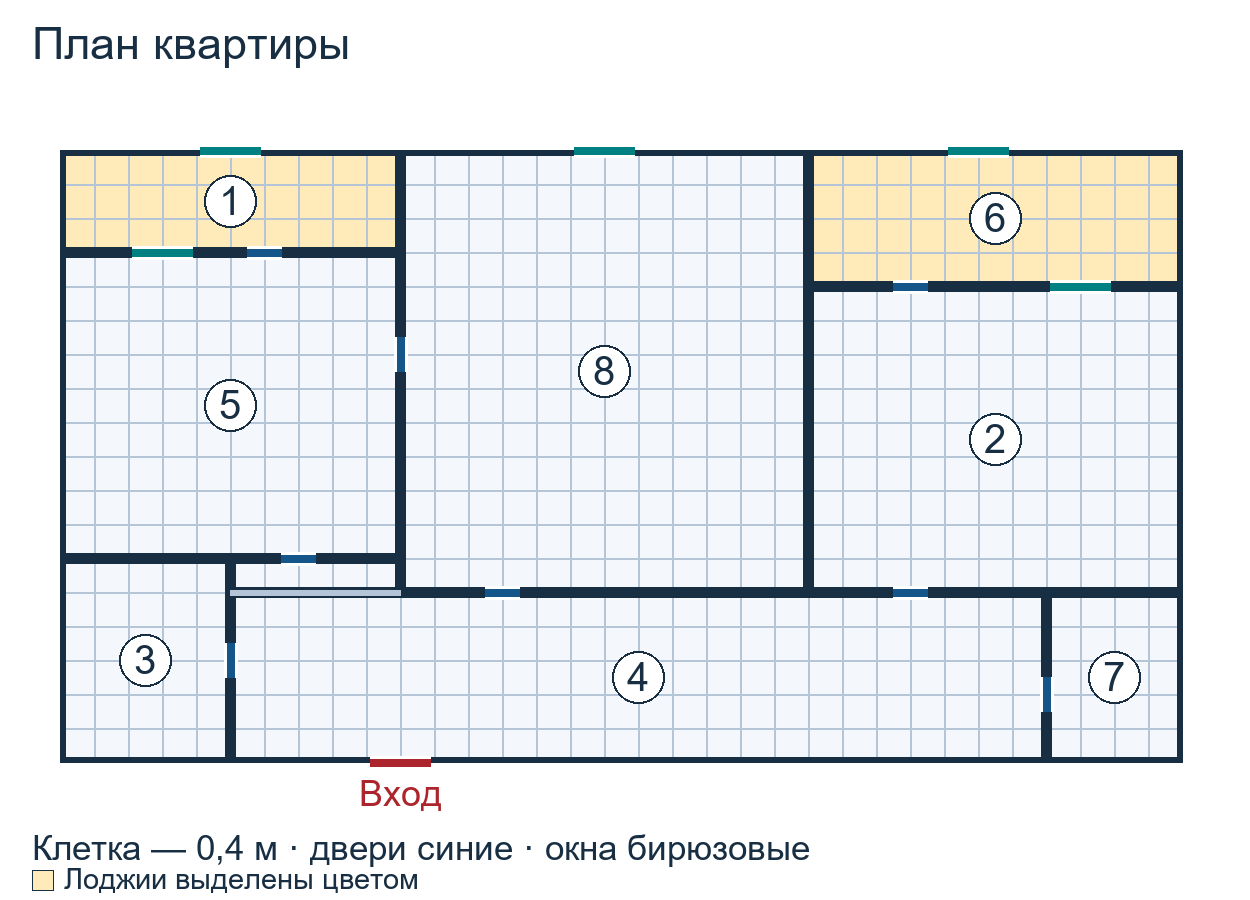 План квартиры
1
6
8
5
2
3
4
7
Вход
Клетка — 0,4 м · двери синие · окна бирюзовые
Лоджии выделены цветом